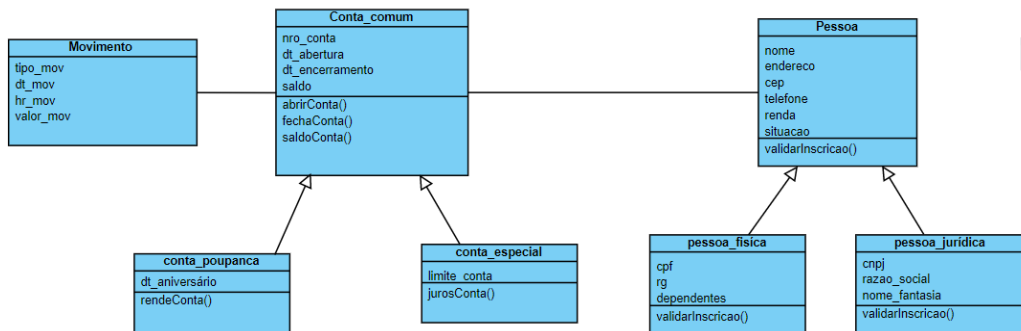 Movimento
tipo_mov
dt_mov
hr_mov
valor_mov
Conta_comum
nro_conta
dt_abertura
dt_encerramento
saldo
abrirConta()
fechaConta()
saldoConta()
Pessoa
nome
endereco
cep
telefone
renda
situacao
validarInscricao()
conta_poupanca
dt_aniversário
rendeConta()
conta_especial
limite_conta
jurosConta()
pessoa_fisíca
cpf
rg
dependentes
validarInscricao()
pessoa_jurídica
cnpj
razao_social
nome_fantasia
validarInscricao()